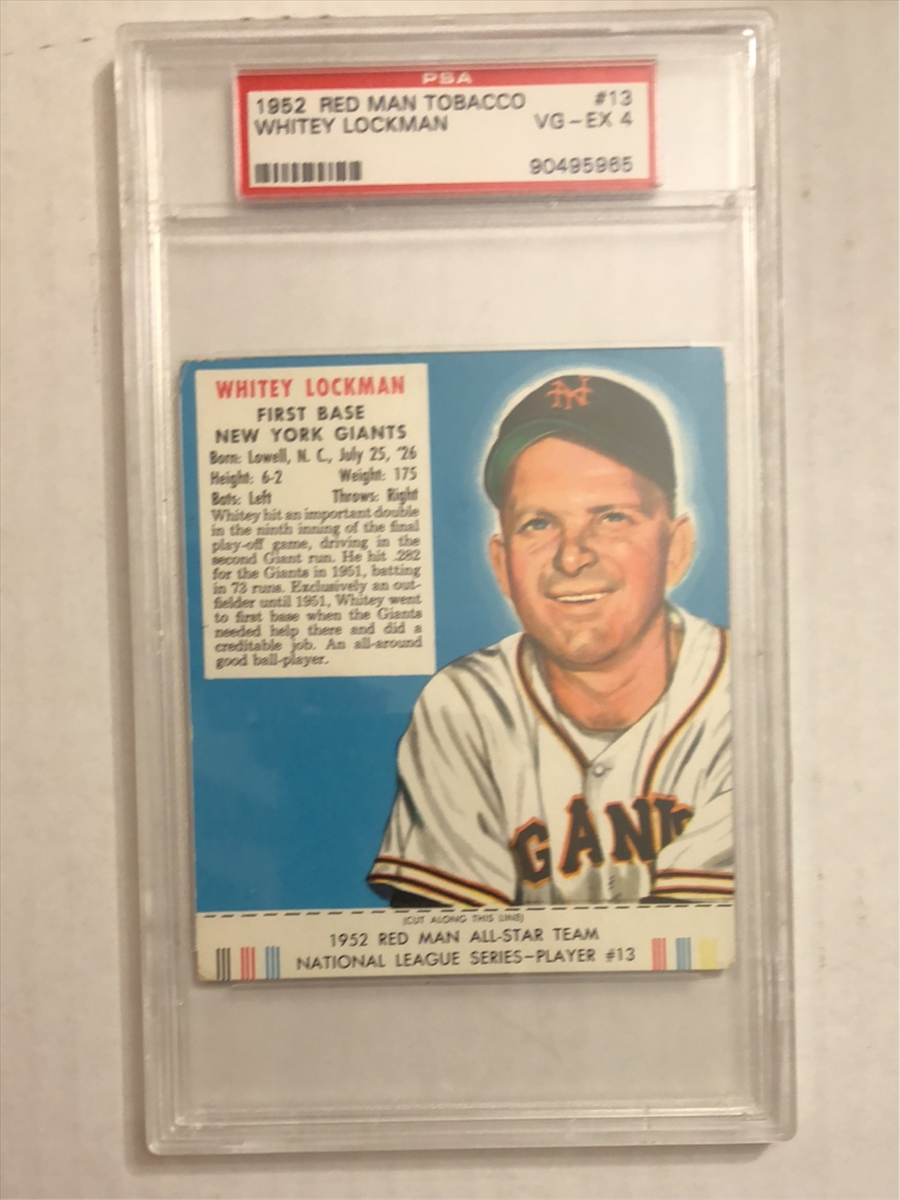 PSA
1952 RED MAN TOBACCO #13
WHITEY LOCKMAN VG-EX 4
90495965
WHITEY LOCKMAN
FIRST BASE
NEW YORK GIANTS
Born: Lowell, N. C., July 25, '26
Height: 6-2 Weight: 175
Bats: Left Throws: Right
Whitey hit an important double
in the ninth inning of the final
play-off game, driving in the
second Giant run. He hit .282
for the Giants in 1951, batting
in 73 runs. Exclusively an out-
fielder until 1951, Whitey went
to first base when the Giants
needed help there and did a
creditable job. An all-around
good ball-player.
NY
GANT
(CUT ALONG THIS LINE)
1952 RED MAN ALL-STAR TEAM
NATIONAL LEAGUE SERIES-PLAYER #13